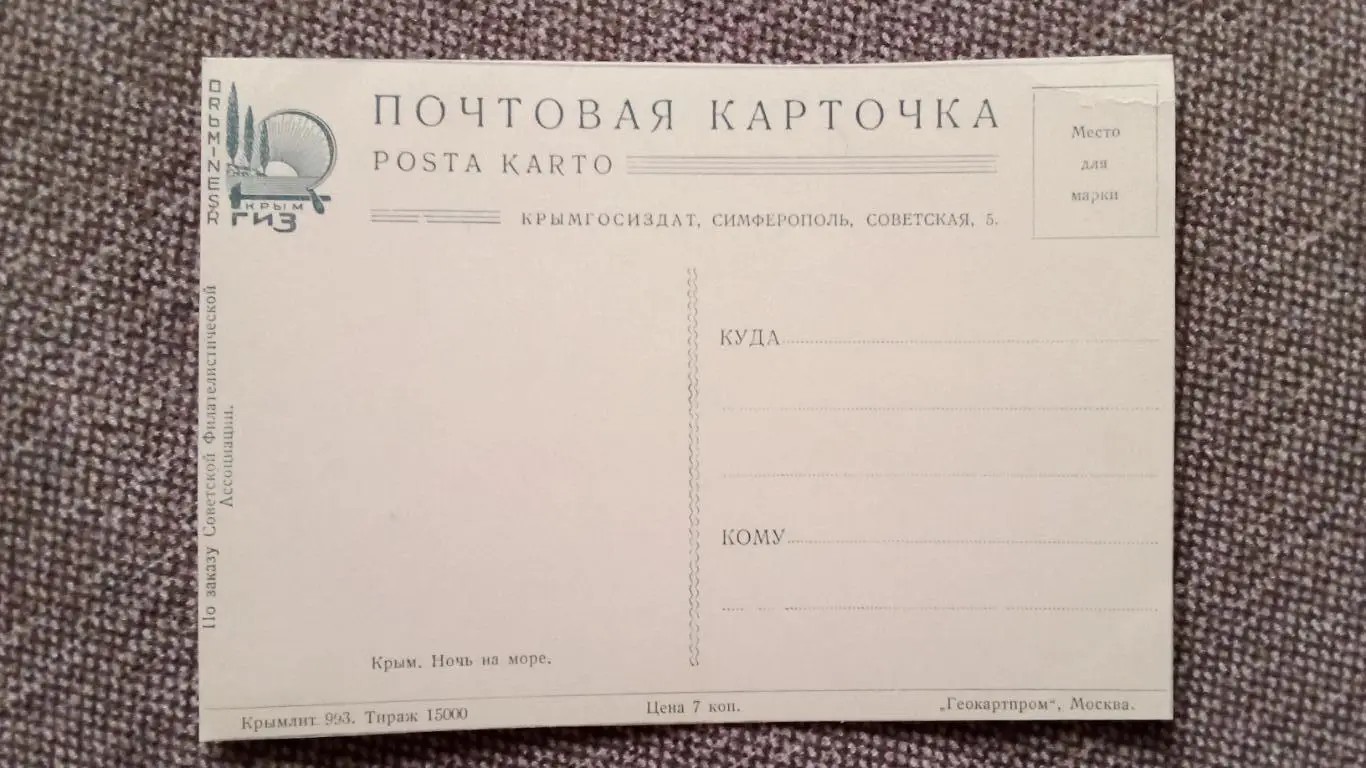 QRЬMINEŞR
КРЫМ
ГИЗ
ПОЧТОВАЯ КАРТОЧКА
POSTA KARTO
КРЫМГОСИЗДАТ, СИМФЕРОПОЛЬ, СОВЕТСКАЯ, 5.
Место
для
марки
По заказу Советской Филателистической
Ассоциации.
КУДА
КОМУ
Крым. Ночь на море.
Крымлит 993. Тираж 15000
Цена 7 коп.
„Геокартпром“, Москва.